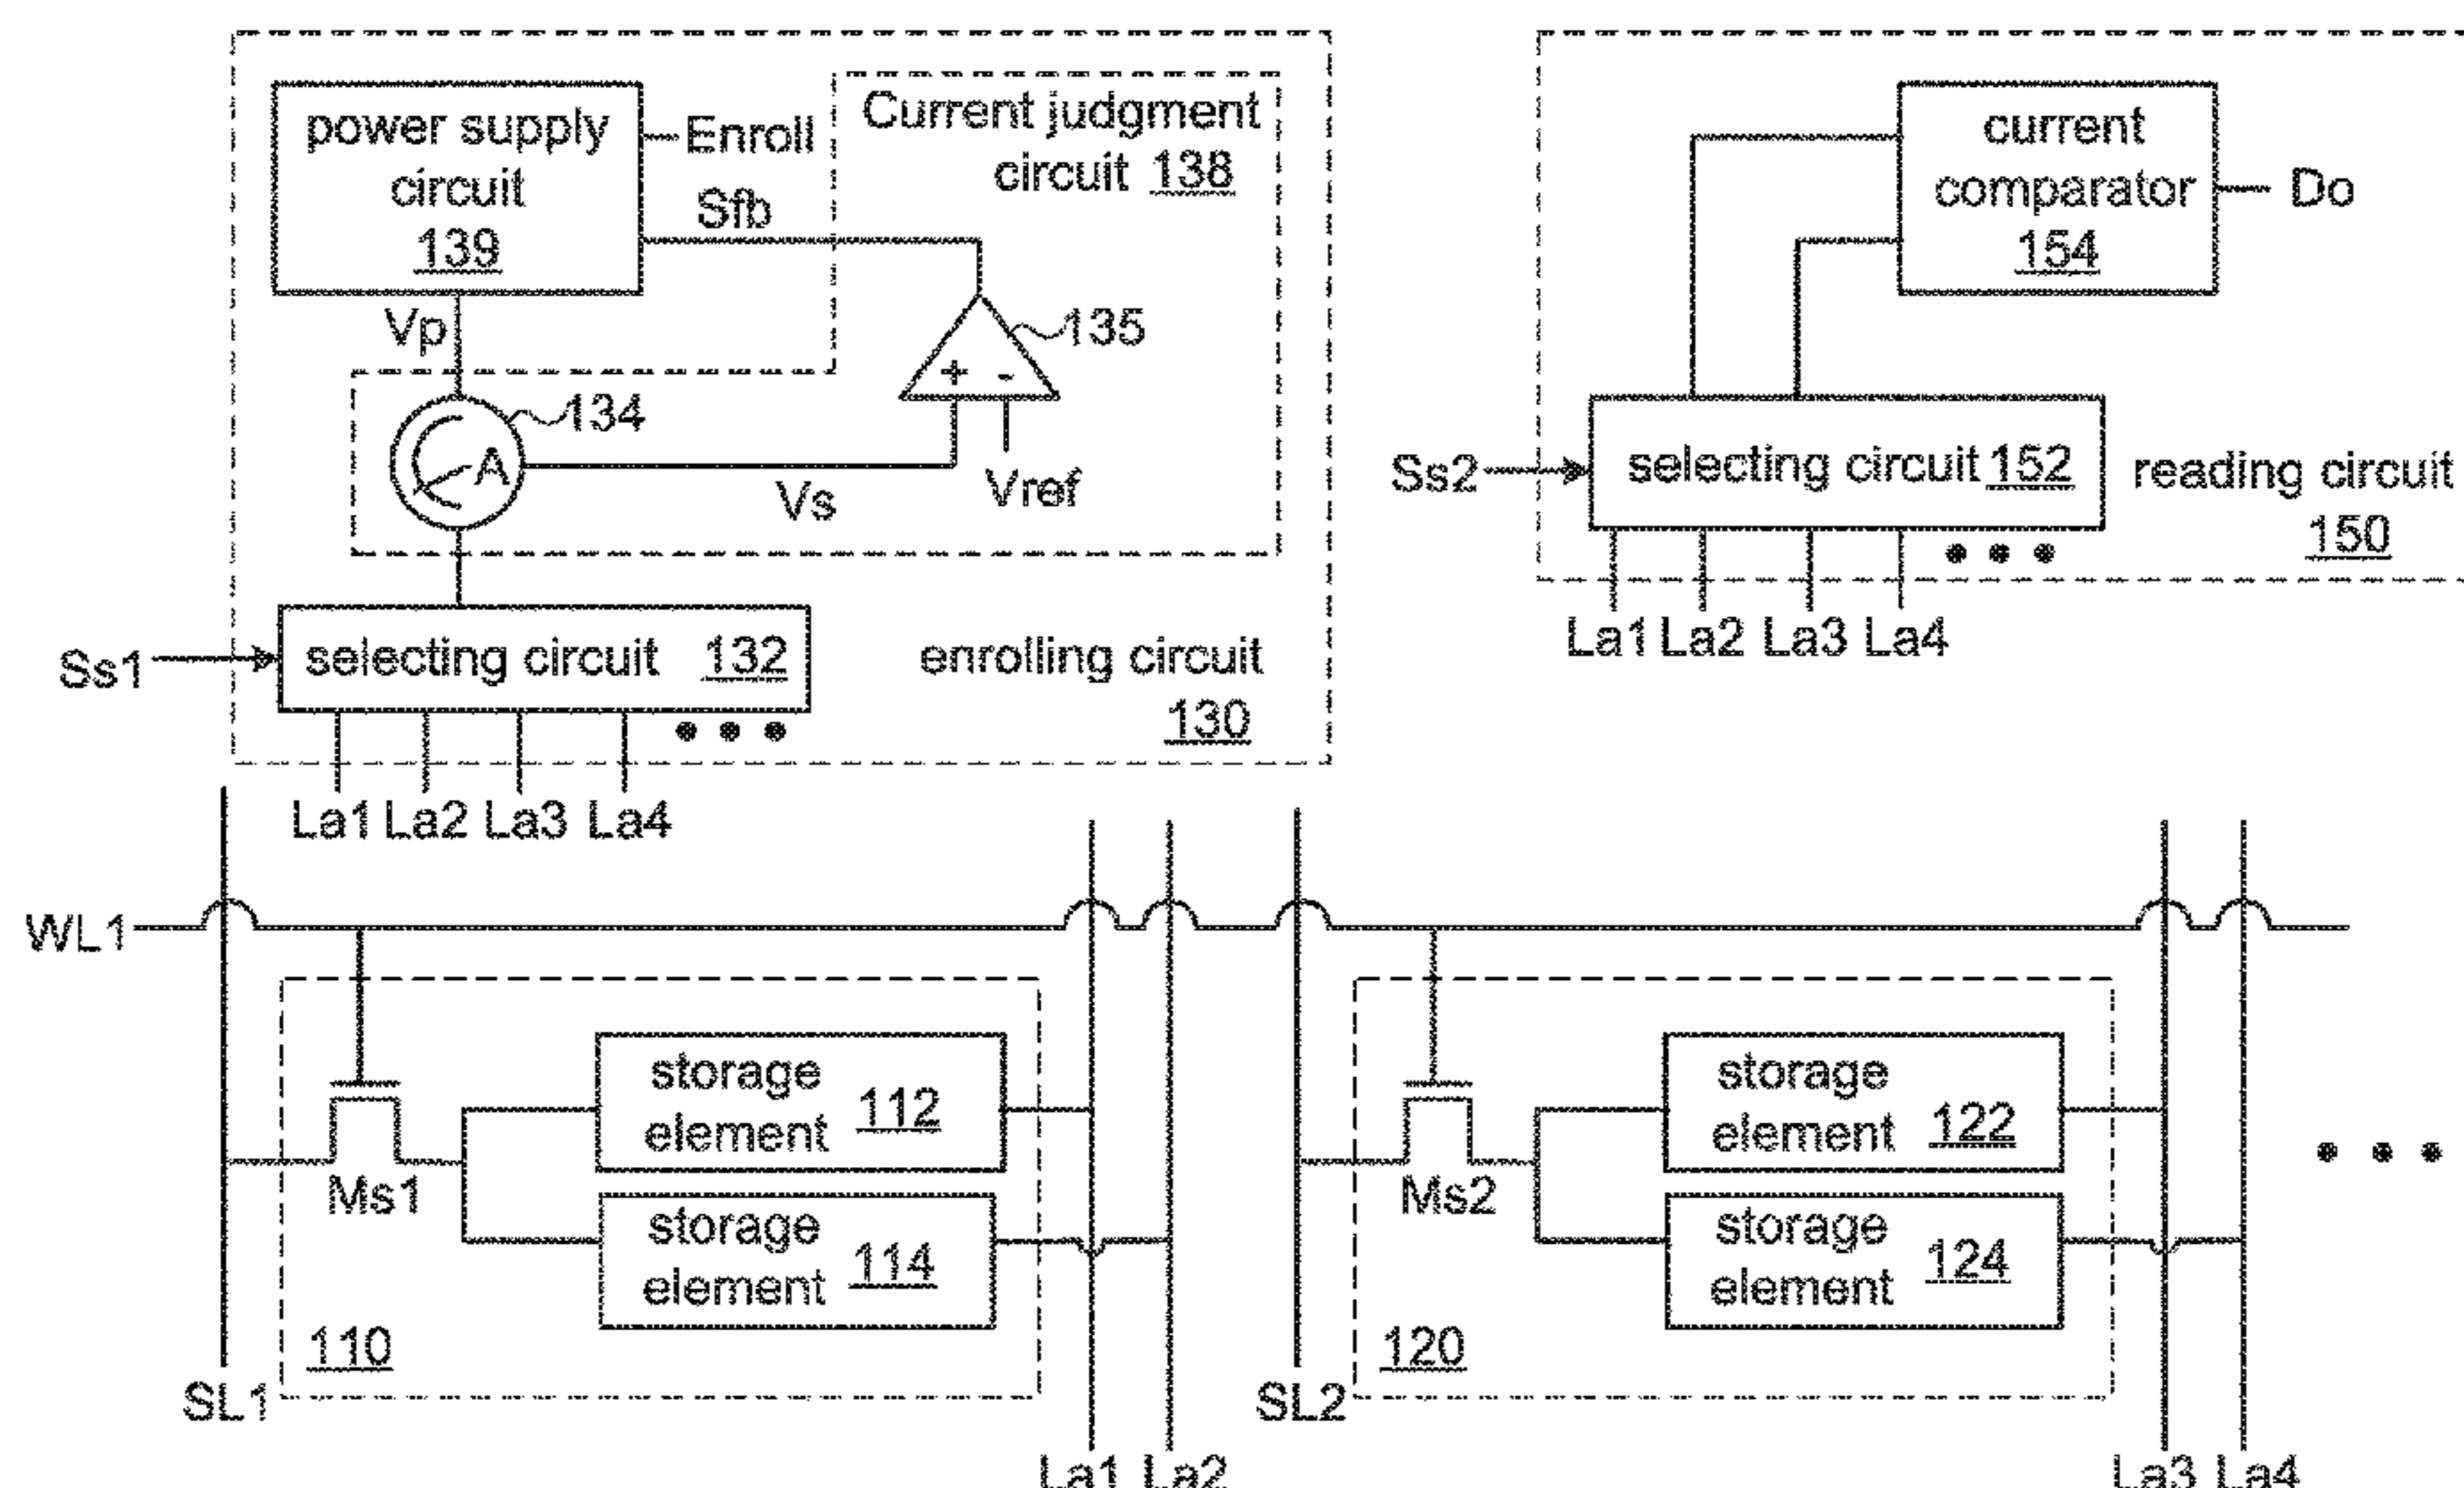 power supply
circuit
139
Enroll
Current judgment
circuit 138
Sfb
Vp
135
+ -
134
A
Vs
Vref
Ss1
selecting circuit 132
enrolling circuit
130
La1 La2 La3 La4
current
comparator
154
Do
Ss2
selecting circuit 152
reading circuit
150
La1 La2 La3 La4
WL1
storage
element 112
Ms1
storage
element 114
110
SL1
La1 La2
storage
element 122
Ms2
storage
element 124
120
SL2
La3 La4